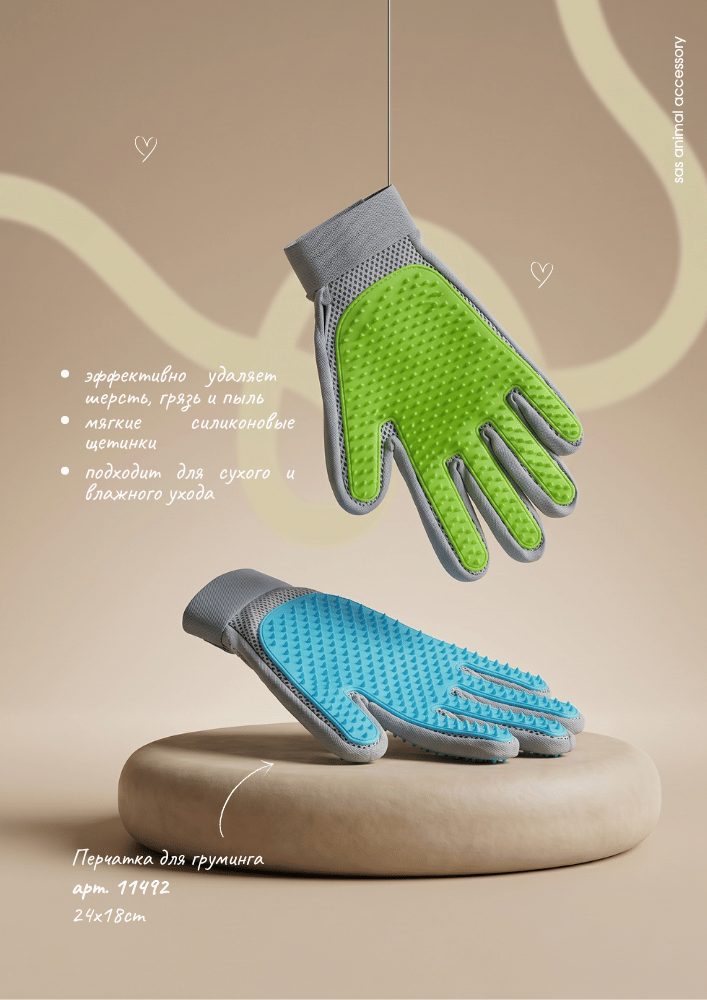 sas animal accessory
эффективно удаляет
шерсть, грязь и пыль
мягкие силиконовые
щетинки
подходит для сухого и
влажного ухода
Перчатка для груминга
арт. 11492
24x18cm